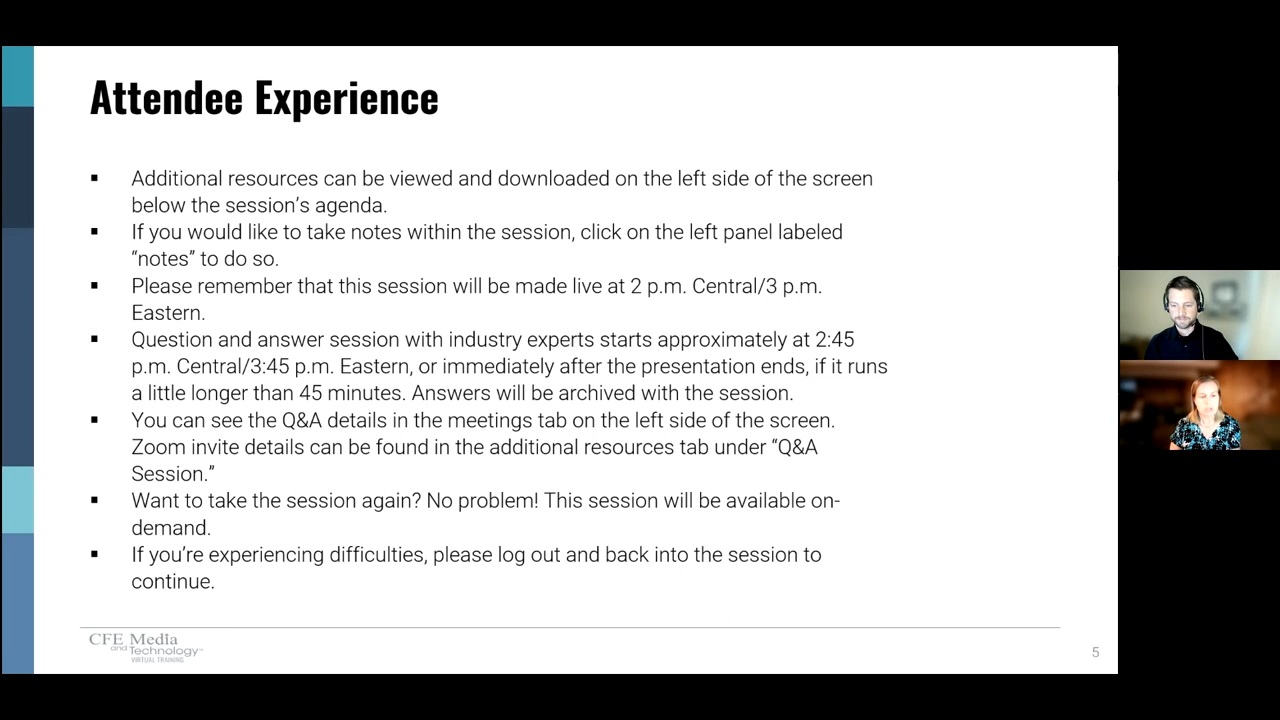 Attendee Experience
▪ Additional resources can be viewed and downloaded on the left side of the screen
below the session’s agenda.
▪ If you would like to take notes within the session, click on the left panel labeled
“notes” to do so.
▪ Please remember that this session will be made live at 2 p.m. Central/3 p.m.
Eastern.
▪ Question and answer session with industry experts starts approximately at 2:45
p.m. Central/3:45 p.m. Eastern, or immediately after the presentation ends, if it runs
a little longer than 45 minutes. Answers will be archived with the session.
▪ You can see the Q&A details in the meetings tab on the left side of the screen.
Zoom invite details can be found in the additional resources tab under “Q&A
Session.”
▪ Want to take the session again? No problem! This session will be available on-
demand.
▪ If you’re experiencing difficulties, please log out and back into the session to
continue.
CFE Media
and Technology
VIRTUAL TRAINING
5